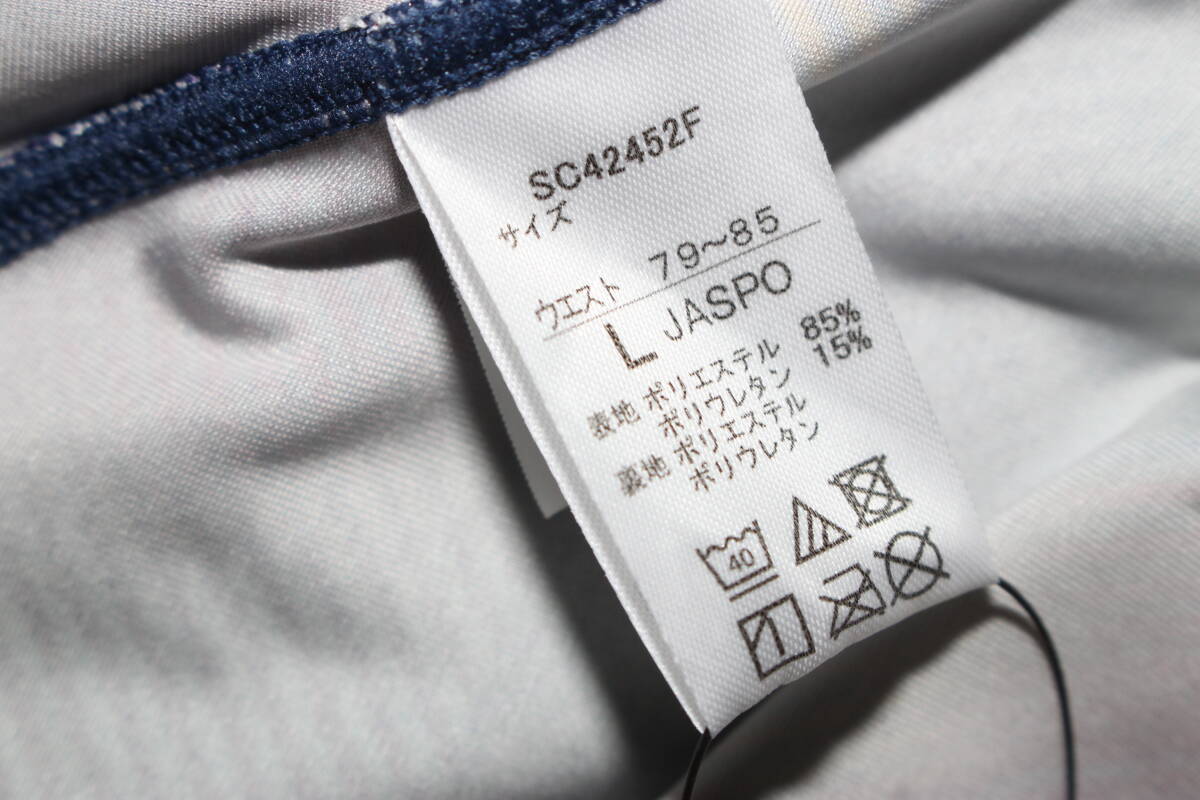 SC42452F
サイズ
ウエスト 79～85
L JASPO
表地 ポリエステル 85%
ポリウレタン 15%
裏地 ポリエステル
ポリウレタン
40